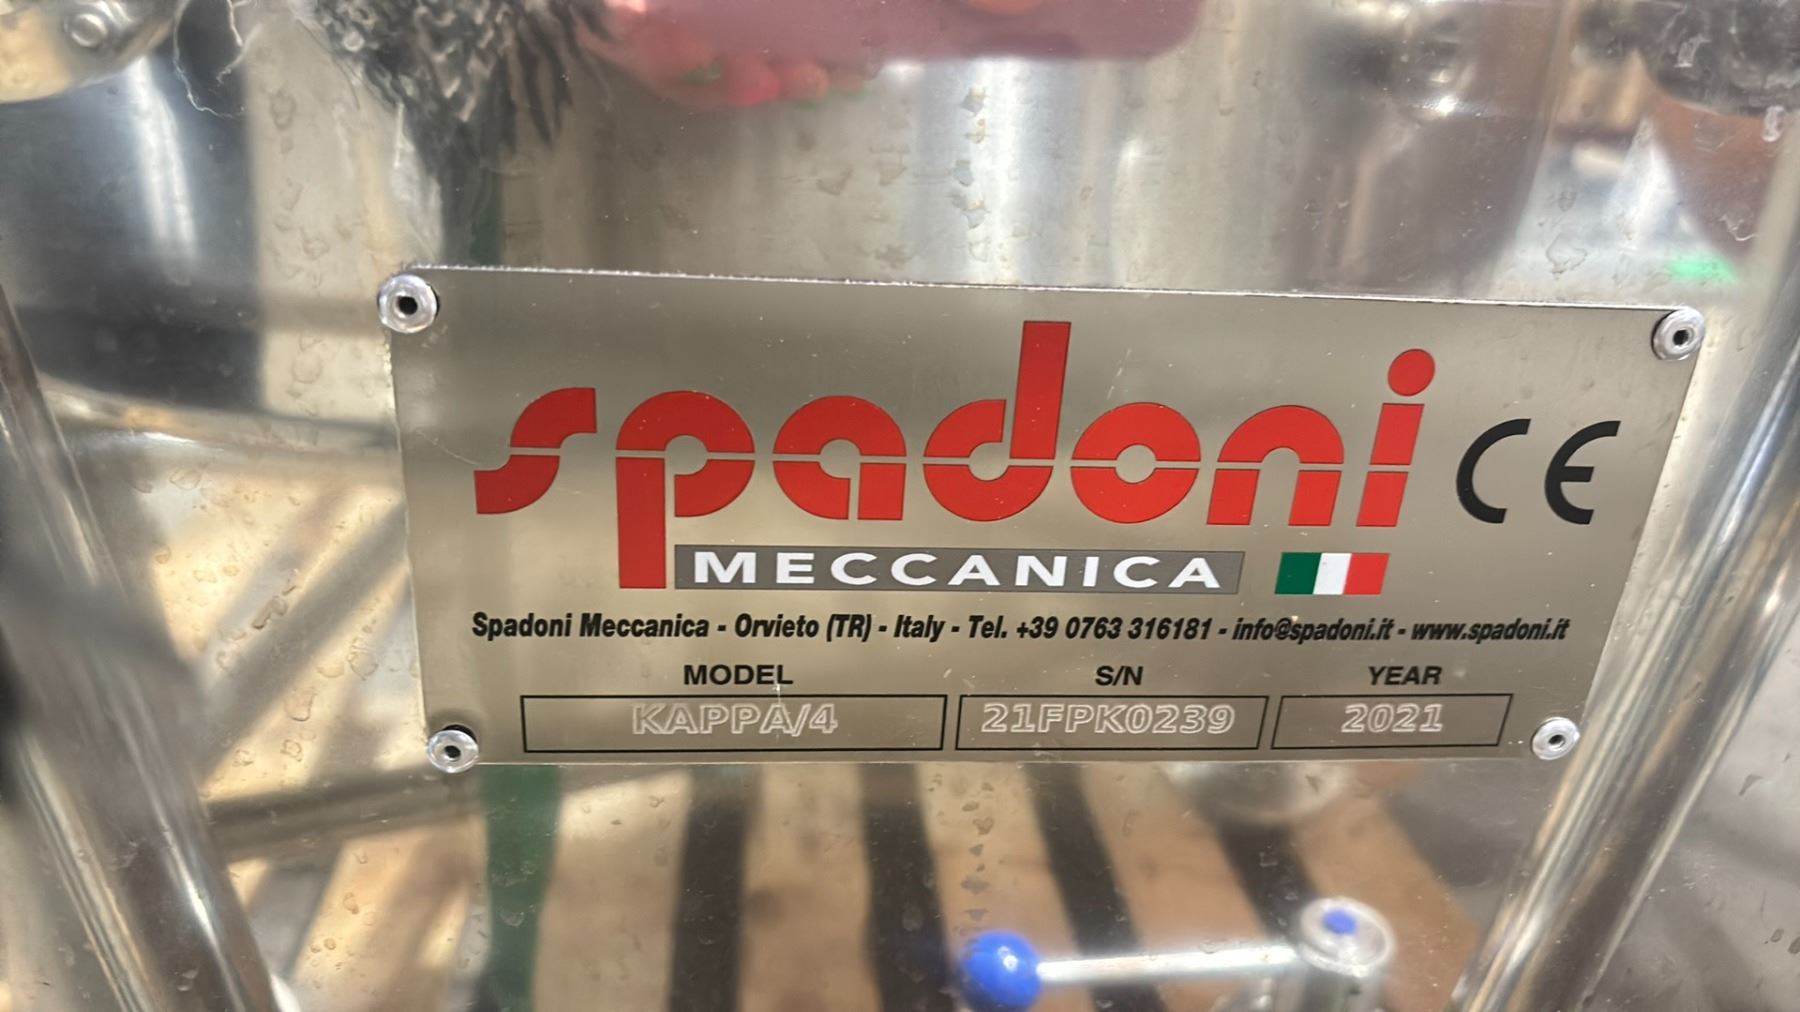 spadoni CE
MECCANICA
Spadoni Meccanica - Orvieto (TR) - Italy - Tel. +39 0763 316181 - info@spadoni.it - www.spadoni.it
MODEL S/N YEAR
KAPPA/4 21FPK0239 2021